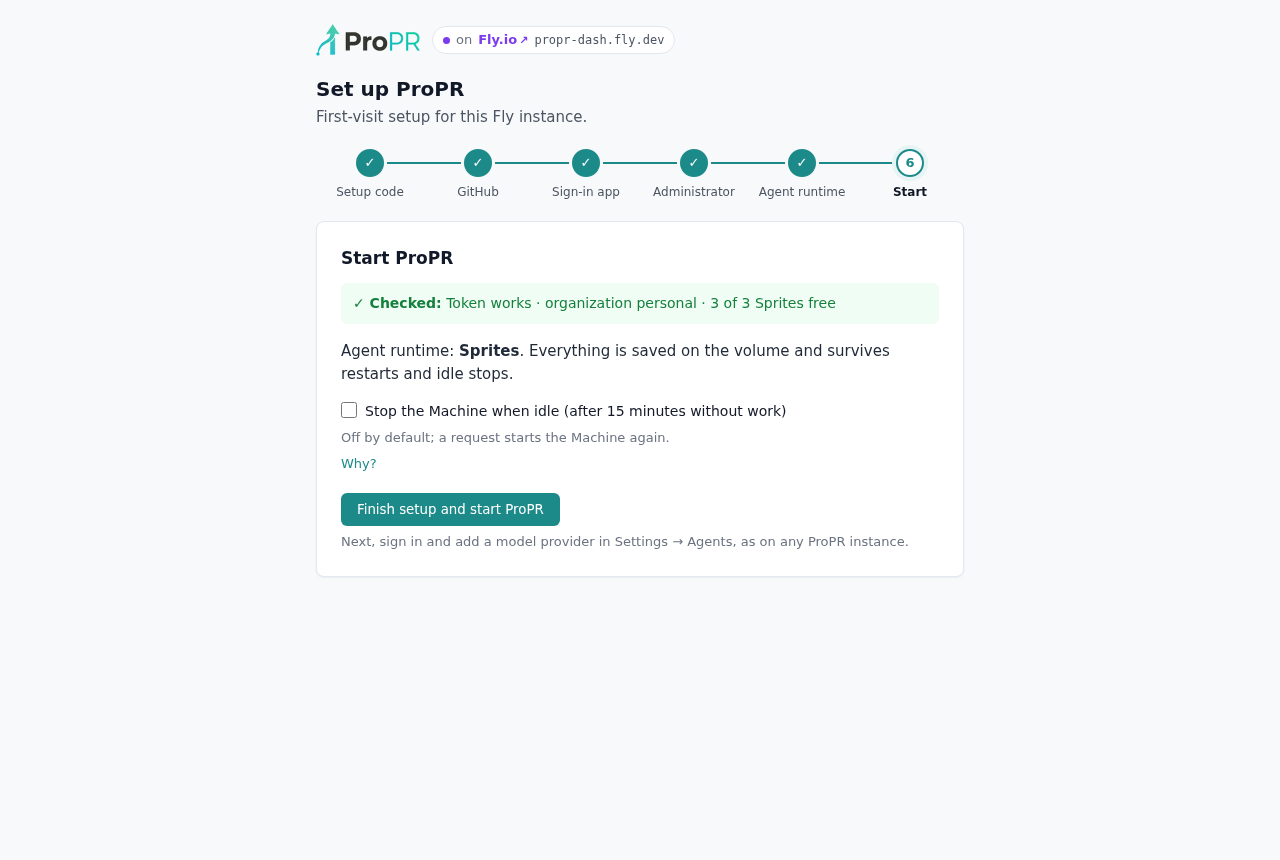 ProPR
on Fly.io↗ propr-dash.fly.dev
Set up ProPR
First-visit setup for this Fly instance.
✓ ✓ ✓ ✓ ✓ 6
Setup code GitHub Sign-in app Administrator Agent runtime Start
Start ProPR
✓ Checked: Token works · organization personal · 3 of 3 Sprites free
Agent runtime: Sprites. Everything is saved on the volume and survives
restarts and idle stops.
Stop the Machine when idle (after 15 minutes without work)
Off by default; a request starts the Machine again.
Why?
Finish setup and start ProPR
Next, sign in and add a model provider in Settings → Agents, as on any ProPR instance.